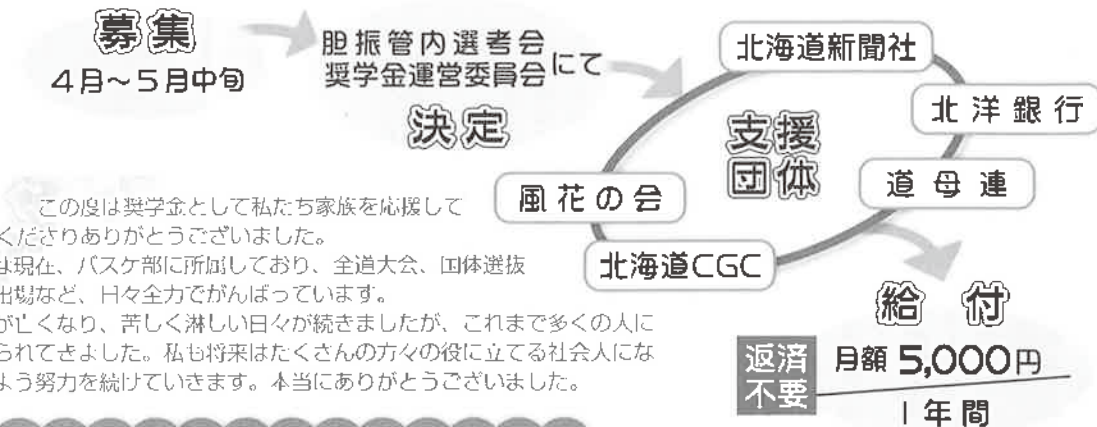 募集
4月～5月中旬
胆振管内選考会
奨学金運営委員会にて
決定
支援
団体
北海道新聞社
北洋銀行
道母連
北海道CGC
風花の会
給付
返済
不要
月額 5,000円
1年間
この度は奨学金として私たち家族を応援して
くださりありがとうございました。
は現在、バスケ部に所属しており、全道大会、国体選抜
出場など、日々全力でがんばっています。
が亡くなり、苦しく淋しい日々が続きましたが、これまで多くの人に
られてきました。私も将来はたくさんの方々の役に立てる社会人にな
よう努力を続けていきます。本当にありがとうございました。